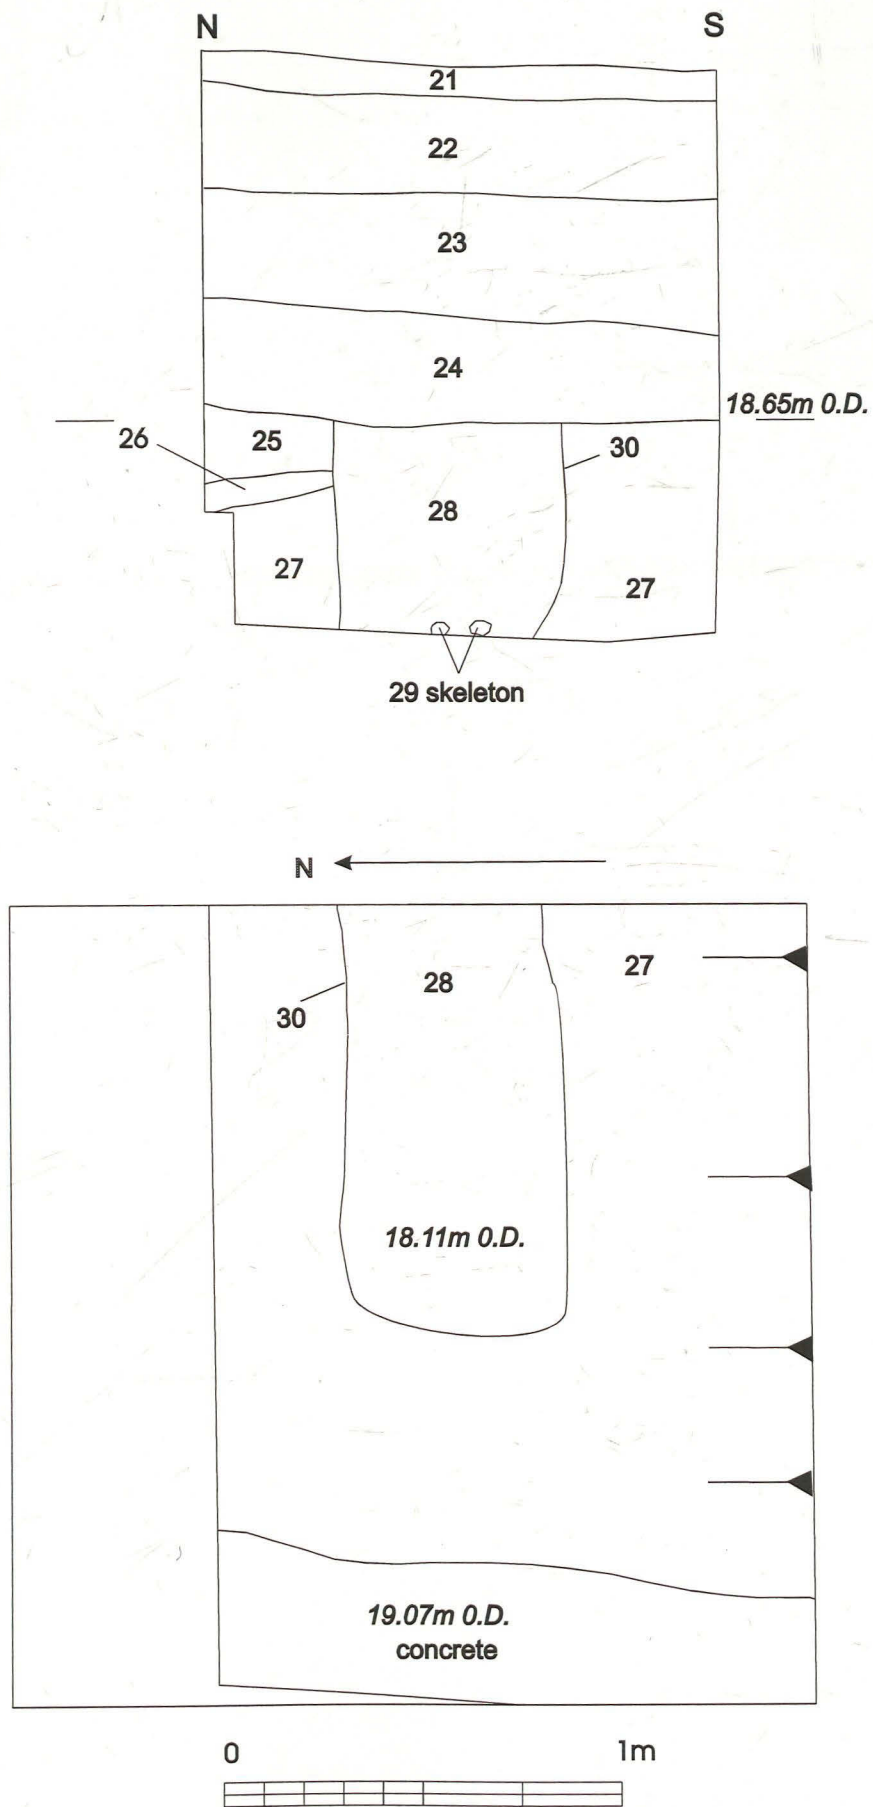 N S
21
22
23
24
18.65m O.D.
26 25 30
28
27 27
29 skeleton
N
28 27
30
18.11m O.D.
19.07m O.D.
concrete
0 1m